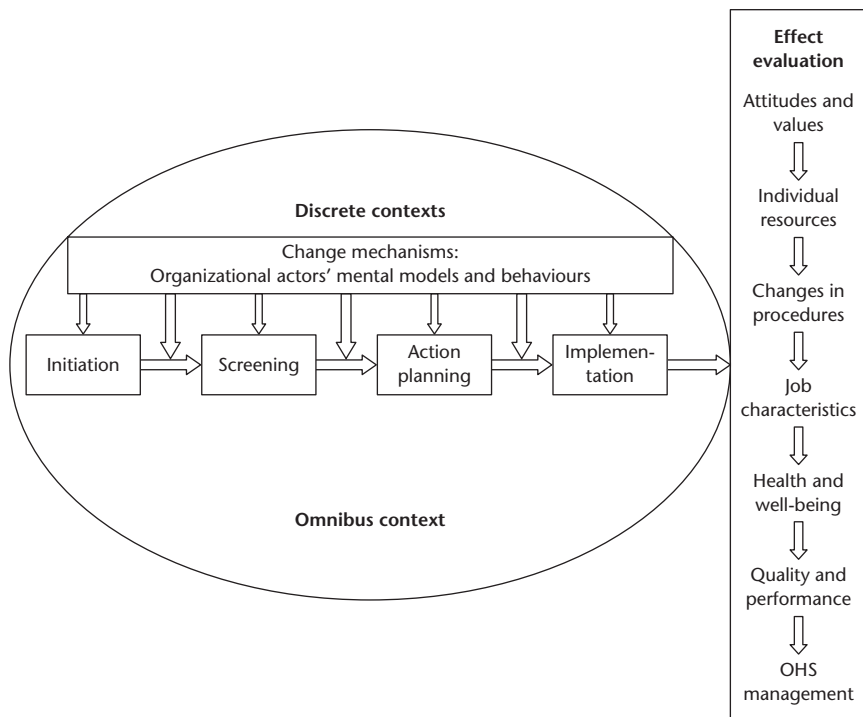 Discrete contexts
Change mechanisms:
Organizational actors' mental models and behaviours
Initiation
Screening
Action
planning
Implemen-
tation
Omnibus context
Effect
evaluation
Attitudes and
values
Individual
resources
Changes in
procedures
Job
characteristics
Health and
well-being
Quality and
performance
OHS
management